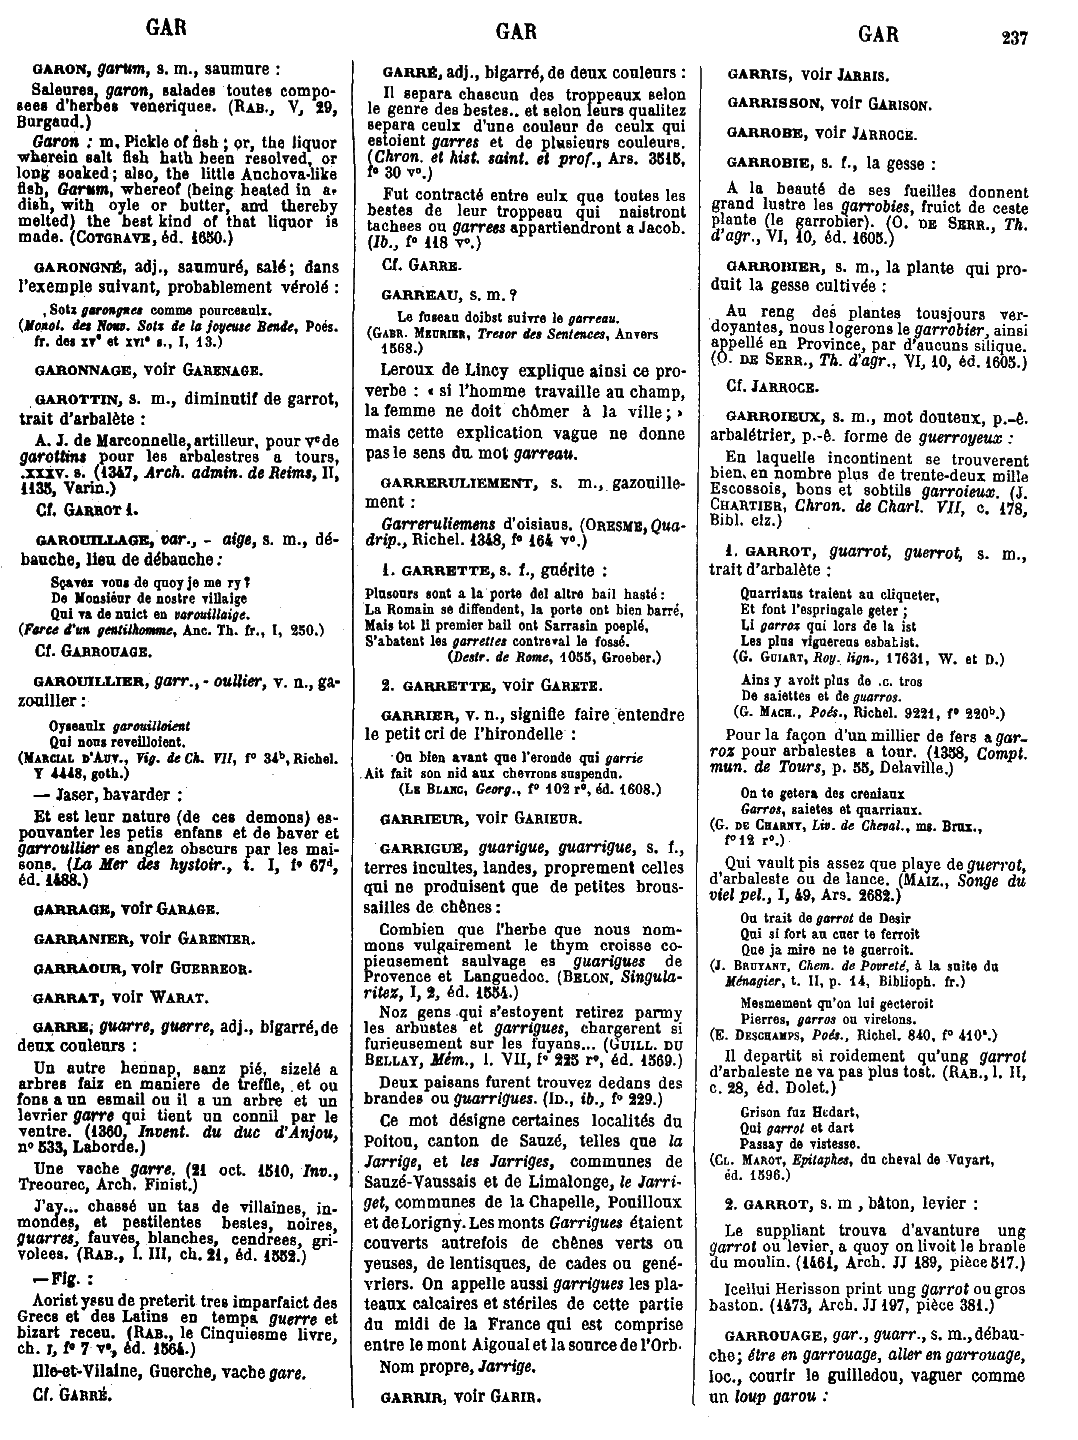 GAR
GAR
GAR
237
GARON, garum, s. m., saumure :
Saleures, garon, salades toutes compo-
sees d'herbes veneriques. (RAB., V, 29,
Burgaud.)
Garon : m. Pickle of fish ; or, the liquor
wherein salt fish hath been resolved, or
long soaked ; also, the little Anchova-like
fish, Garum, whereof (being heated in a
dish, with oyle or butter, and thereby
melted) the best kind of that liquor is
made. (COTGRAVE, éd. 1650.)
GARONGNÉ, adj., saumuré, salé ; dans
l'exemple suivant, probablement vérolé :
Sotz garongnes comme pourceaulx.
(Monol. des Nouv. Sotz de la joyeuse Bende, Poés.
fr. des XVe et XVIe s., I, 13.)
GARONNAGE, voir GARENAGE.
GAROTTIN, s. m., diminutif de garrot,
trait d'arbalète :
A. J. de Marconnelle, artilleur, pour vc de
garottins pour les arbalestres a tours,
.XXIV. s. (1347, Arch. admin. de Reims, II,
1135, Varin.)
Cf. GARROT 1.
GAROUILLAGE, var., - aige, s. m., dé-
bauche, lieu de débauche :
Sçavez vous de quoy je me ry ?
De Monsieur de nostre village
Qui va de nuict en varouillaige.
(Farce d'un gentilhomme, Anc. Th. fr., I, 250.)
Cf. GARROUAGE.
GAROUILLIER, garr., - oullier, v. n., ga-
zouiller :
Oyseaulx garouilloient
Qui nous reveilloient.
(MARCIAL D'AUV., Vig. de Ch. VII, f° 34b, Richel.
Y 4448, goth.)
— Jaser, bavarder :
Et est leur nature (de ces demons) es-
pouvanter les petis enfans et de baver et
garroullier es anglez obscurs par les mai-
sons. (La Mer des hystoir., t. I, f° 67d,
éd. 1488.)
GARRAGE, voir GARAGE.
GARRANIER, voir GARENIER.
GARRAOUR, voir GUERREOR.
GARRAT, voir WARAT.
GARRE, guarre, guerre, adj., bigarré, de
deux couleurs :
Un autre hennap, sanz pié, sizelé a
arbres faiz en maniere de treffle, et ou
fons a un esmail ou il a un arbre et un
levrier garre qui tient un connil par le
ventre. (1360, Invent. du duc d'Anjou,
n° 533, Laborde.)
Une vache garre. (21 oct. 1510, Inv.,
Treourec, Arch. Finist.)
J'ay... chassé un tas de villaines, in-
mondes, et pestilentes bestes, noires,
guarres, fauves, blanches, cendrees, gri-
volees. (RAB., l. III, ch. 21, éd. 1552.)
— Fig. :
Aorist yssu de preterit tres imparfaict des
Grecs et des Latins en temps guerre et
bizart receu. (RAB., le Cinquiesme livre,
ch. I, f° 7 v°, éd. 1564.)
Ille-et-Vilaine, Guerche, vache gare.
Cf. GARRÉ.
GARRÉ, adj., bigarré, de deux couleurs :
Il separa chascun des troppeaux selon
le genre des bestes.. et selon leurs qualitez
separa ceulx d'une couleur de ceulx qui
estoient garres et de plusieurs couleurs.
(Chron. et hist. saint. et prof., Ars. 3515,
f° 30 v°.)
Fut contracté entre eulx que toutes les
bestes de leur troppeau qui naistront
tachees ou garrees appartiendront a Jacob.
(Ib., f° 118 v°.)
Cf. GARRE.
GARREAU, s. m. ?
Le fuseau doibst suivre le garreau.
(GABR. MEURIER, Tresor des Sentences, Anvers
1568.)
Leroux de Lincy explique ainsi ce pro-
verbe : « si l'homme travaille au champ,
la femme ne doit chômer à la ville ; »
mais cette explication vague ne donne
pas le sens du mot garreau.
GARRERULIEMENT, s. m., gazouille-
ment :
Garreruliemens d'oisiaus. (ORESME, Qua-
drip., Richel. 1348, f° 164 v°.)
1. GARRETTE, s. f., guérite :
Plusours sont a la porte del altre bail hasté :
La Romain se diffendent, la porte ont bien barré,
Mais tot li premier bail ont Sarrasin poeplé,
S'abatent les garrettes contreval le fossé.
(Destr. de Rome, 1055, Groeber.)
2. GARRETTE, voir GARETE.
GARRIER, v. n., signifie faire entendre
le petit cri de l'hirondelle :
Ou bien avant que l'eronde qui garrie
Ait fait son nid aux chevrons suspendu.
(LE BLANC, Georg., f° 102 r°, éd. 1608.)
GARRIEUR, voir GARIEUR.
GARRIGUE, guarigue, guarrigue, s. f.,
terres incultes, landes, proprement celles
qui ne produisent que de petites brous-
sailles de chênes :
Combien que l'herbe que nous nom-
mons vulgairement le thym croisse co-
pieusement saulvage es guarigues de
Provence et Languedoc. (BELON, Singula-
ritez, I, 2, éd. 1554.)
Noz gens qui s'estoyent retirez parmy
les arbustes et garrigues, chargerent si
furieusement sur les fuyans... (GUILL. DU
BELLAY, Mém., l. VII, f° 225 r°, éd. 1569.)
Deux paisans furent trouvez dedans des
brandes ou guarrigues. (ID., ib., f° 229.)
Ce mot désigne certaines localités du
Poitou, canton de Sauzé, telles que la
Jarrige, et les Jarriges, communes de
Sauzé-Vaussais et de Limalonge, le Jarri-
get, communes de la Chapelle, Pouilloux
et de Lorigny. Les monts Garrigues étaient
couverts autrefois de chênes verts ou
yeuses, de lentisques, de cades ou gené-
vriers. On appelle aussi garrigues les pla-
teaux calcaires et stériles de cette partie
du midi de la France qui est comprise
entre le mont Aigoual et la source de l'Orb.
Nom propre, Jarrige.
GARRIR, voir GARIR.
GARRIS, voir JARRIS.
GARRISSON, voir GARISON.
GARROBE, voir JARROCE.
GARROBIE, s. f., la gesse :
A la beauté de ses fueilles donnent
grand lustre les garrobies, fruict de ceste
plante (le garrobier). (O. DE SERR., Th.
d'agr., VI, 10, éd. 1605.)
GARROBIER, s. m., la plante qui pro-
duit la gesse cultivée :
Au reng des plantes tousjours ver-
doyantes, nous logerons le garrobier, ainsi
appellé en Provence, par d'aucuns silique.
(O. DE SERR., Th. d'agr., VI, 10, éd. 1605.)
Cf. JARROCE.
GARROIEUX, s. m., mot douteux, p.-ê.
arbalétrier, p.-ê. forme de guerroyeux :
En laquelle incontinent se trouverent
bien, en nombre plus de trente-deux mille
Escossois, bons et sobtils garroieux. (J.
CHARTIER, Chron. de Charl. VII, c. 178,
Bibl. elz.)
1. GARROT, guarrot, guerrot, s. m.,
trait d'arbalète :
Quarriaus traient au cliqueter,
Et font l'espringale geter ;
Li garroz qui lors de la ist
Les plus viguereus esbahist.
(G. GUIART, Roy. lign., 17631, W. et D.)
Ains y avoit plus de .c. tros
De saiettes et de guarros.
(G. MACH., Poés., Richel. 9221, f° 220b.)
Pour la façon d'un millier de fers a gar-
roz pour arbalestes a tour. (1358, Compt.
mun. de Tours, p. 55, Delaville.)
On te getera des creniaux
Garros, saietes et quarriaux.
(G. DE CHARNY, Liv. de Cheval., ms. Brux.,
f° 12 r°.)
Qui vault pis assez que playe de guerrot,
d'arbaleste ou de lance. (MAIZ., Songe du
viel pel., I, 49, Ars. 2682.)
Ou trait de garrot de Desir
Qui si fort au cuer te ferroit
Que ja mire ne te guerroit.
(J. BRUYANT, Chem. de Povreté, à la suite du
Ménagier, t. II, p. 14, Biblioph. fr.)
Mesmement qu'on lui gecteroit
Pierres, garros ou viretons.
(E. DESCHAMPS, Poés., Richel. 840, f° 410a.)
Il departit si roidement qu'ung garrot
d'arbaleste ne va pas plus tost. (RAB., l. II,
c. 28, éd. Dolet.)
Grison fuz Hedart,
Qui garrot et dart
Passay de vistesse.
(CL. MAROT, Epitaphes, du cheval de Vuyart,
éd. 1596.)
2. GARROT, s. m , bâton, levier :
Le suppliant trouva d'avanture ung
garrot ou levier, a quoy on livoit le branle
du moulin. (1461, Arch. JJ 189, pièce 517.)
Icellui Herisson print ung garrot ou gros
baston. (1473, Arch. JJ 197, pièce 381.)
GARROUAGE, gar., guarr., s. m., débau-
che ; être en garrouage, aller en garrouage,
loc., courir le guilledou, vaguer comme
un loup garou :